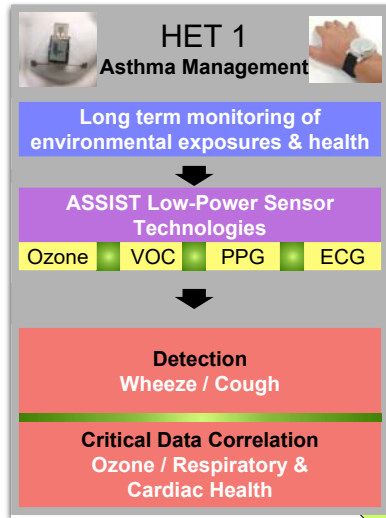 HET 1
Asthma Management
Long term monitoring of
environmental exposures & health
ASSIST Low-Power Sensor
Technologies
Ozone VOC PPG ECG
Detection
Wheeze / Cough
Critical Data Correlation
Ozone / Respiratory &
Cardiac Health